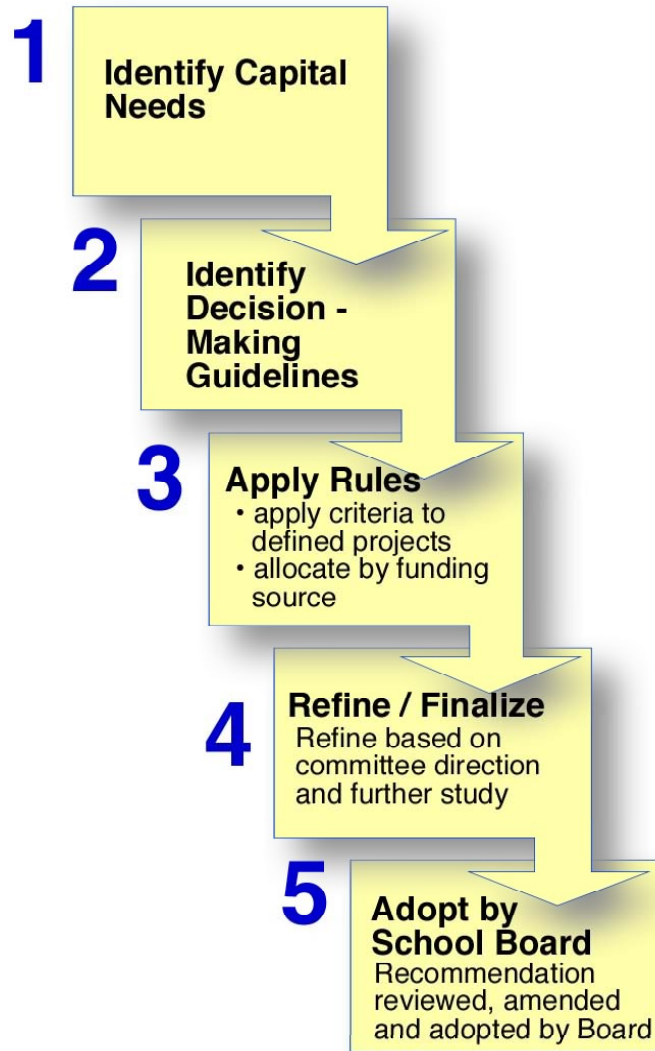 1
Identify Capital
Needs
2
Identify
Decision -
Making
Guidelines
3
Apply Rules
• apply criteria to
defined projects
• allocate by funding
source
4
Refine / Finalize
Refine based on
committee direction
and further study
5
Adopt by
School Board
Recommendation
reviewed, amended
and adopted by Board